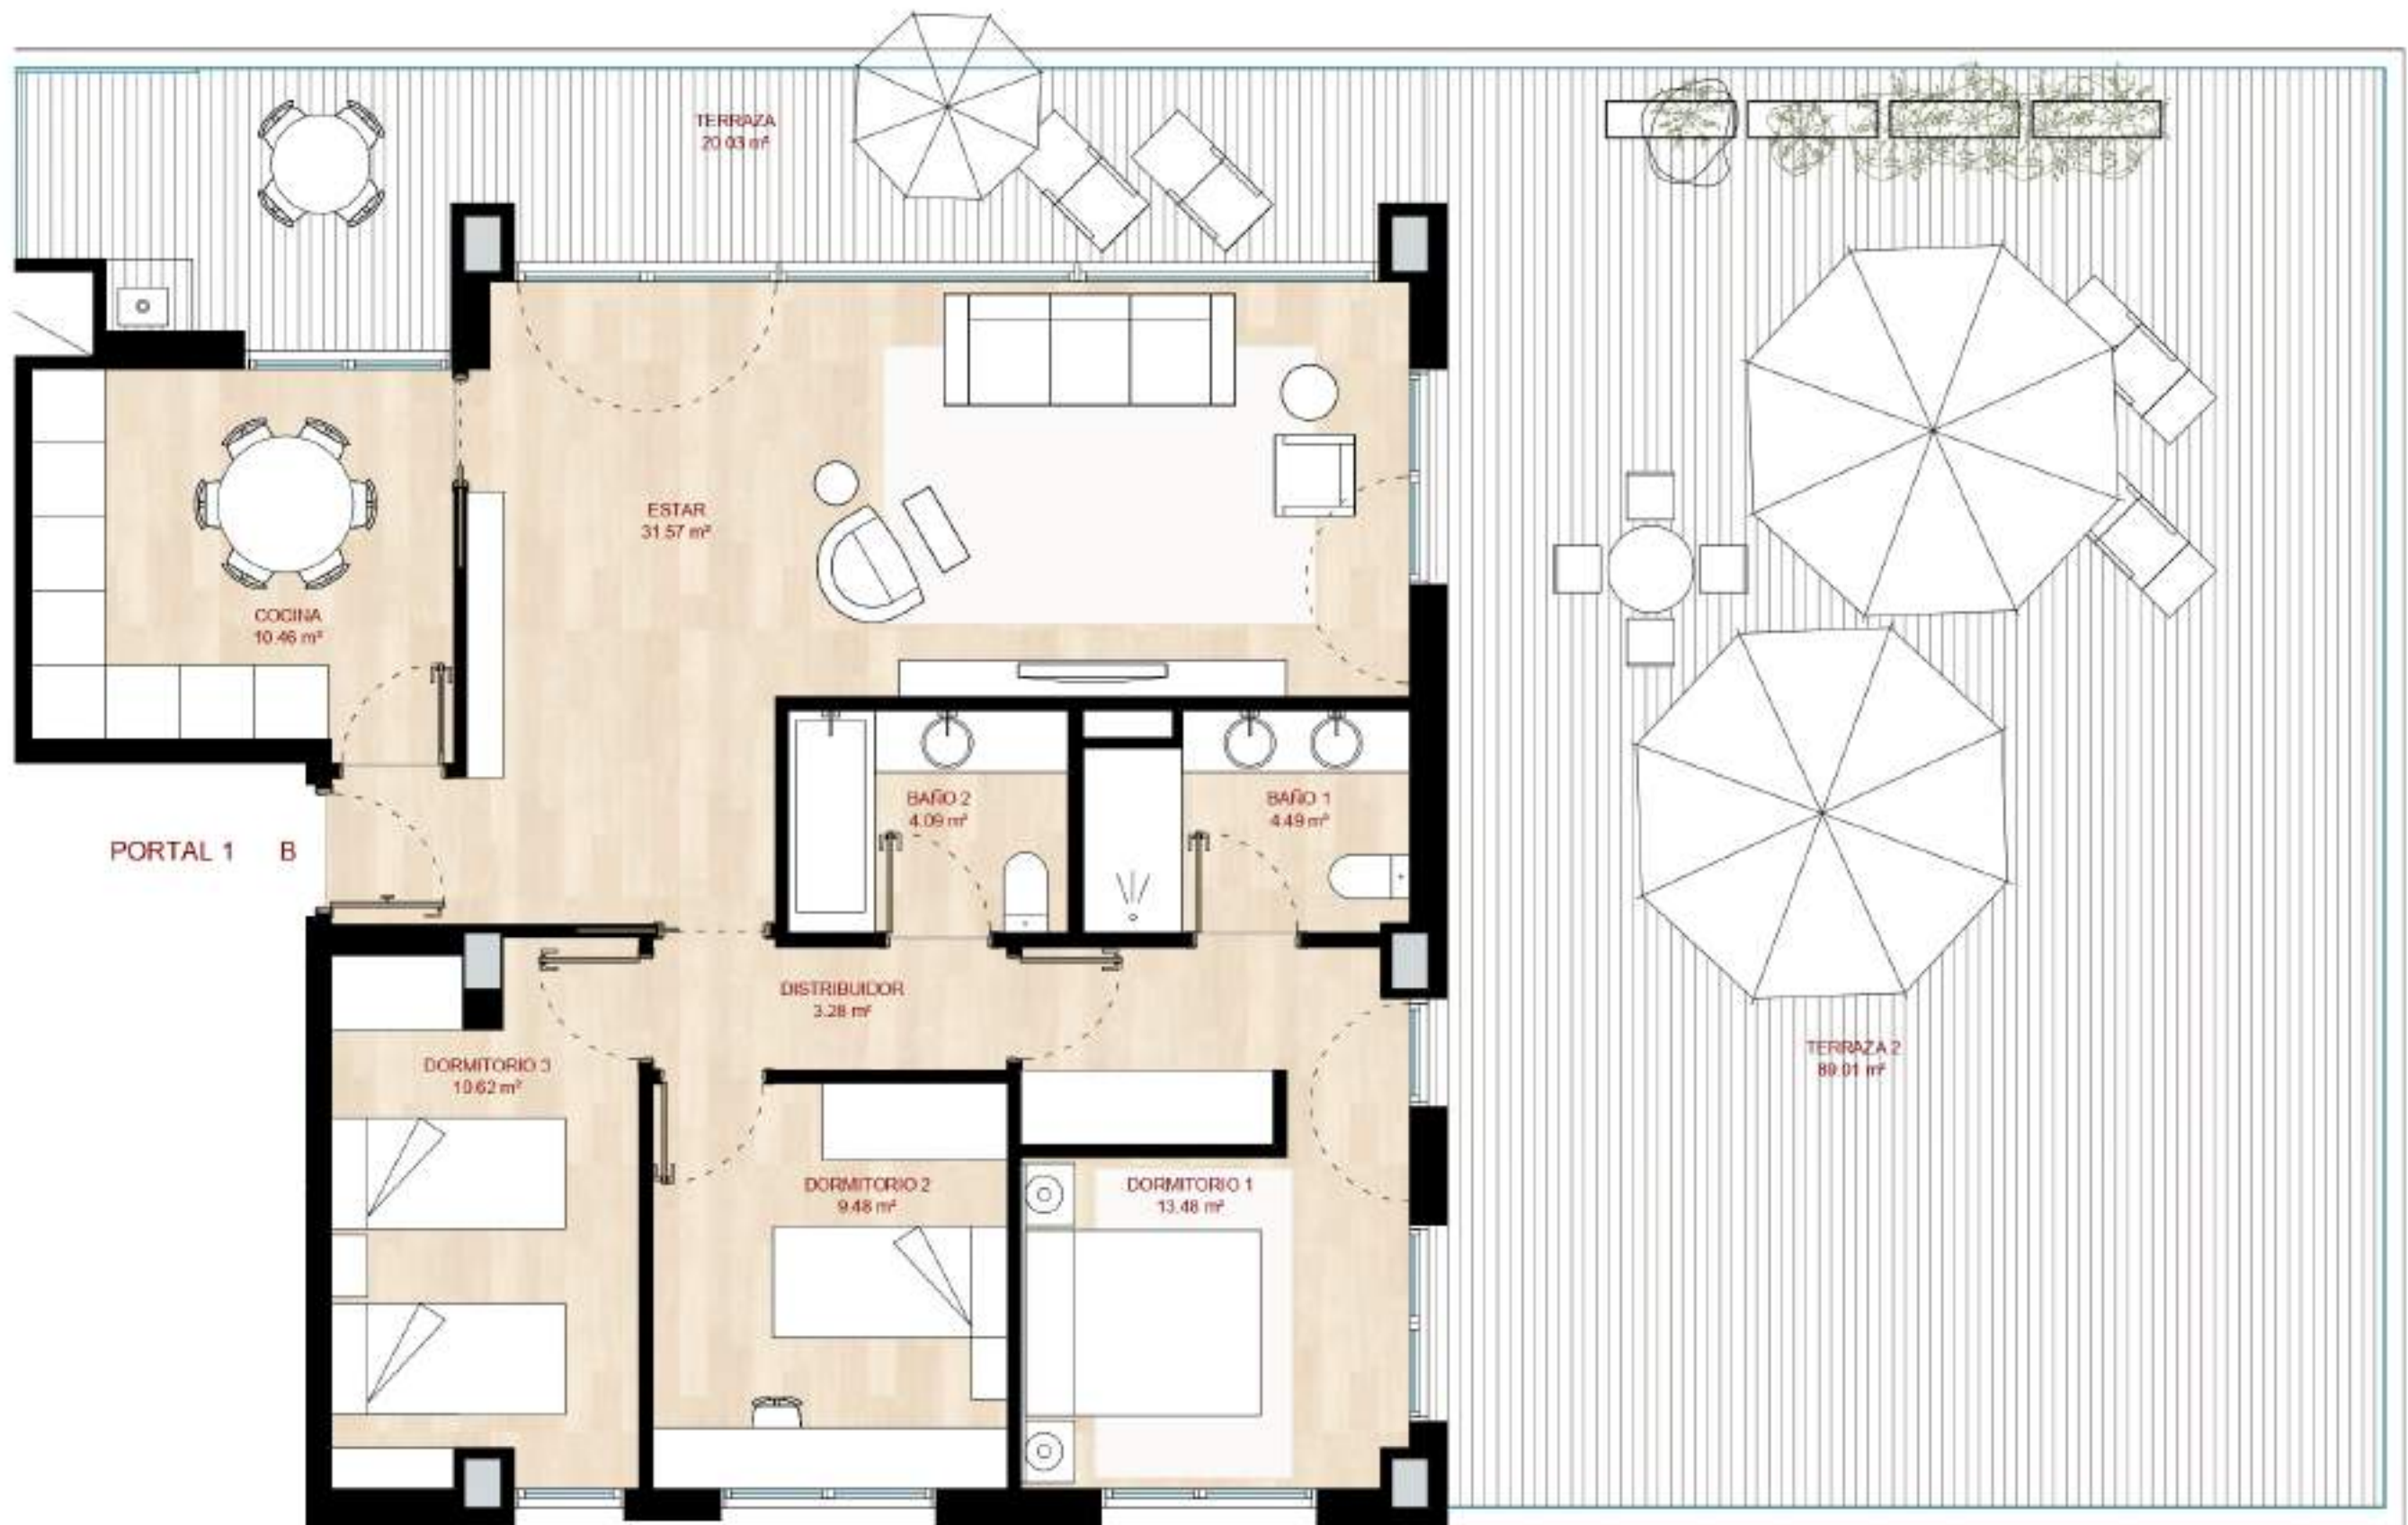 TERRAZA
20.03 m²
ESTAR
31.57 m²
COCINA
10.46 m²
BAÑO 2
4.09 m²
BAÑO 1
4.49 m²
PORTAL 1 B
DISTRIBUIDOR
3.28 m²
DORMITORIO 3
10.62 m²
TERRAZA 2
89.01 m²
DORMITORIO 2
9.48 m²
DORMITORIO 1
13.48 m²